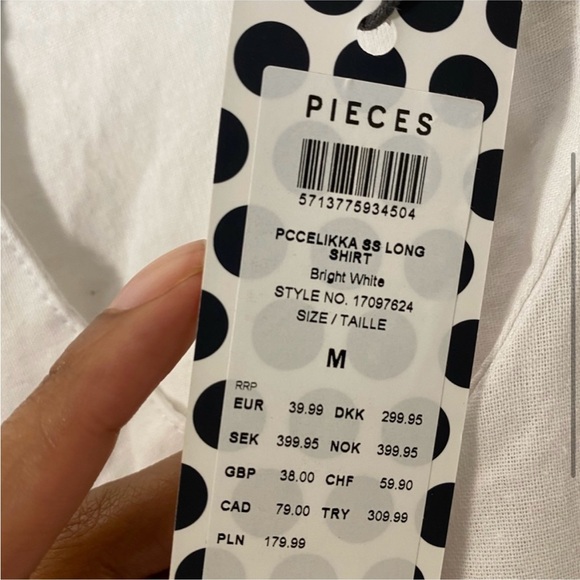 PIECES
5713775934504
PCCELIKKA SS LONG
SHIRT
Bright White
STYLE NO. 17097624
SIZE / TAILLE
M
RRP
EUR 39.99 DKK 299.95
SEK 399.95 NOK 399.95
GBP 38.00 CHF 59.90
CAD 79.00 TRY 309.99
PLN 179.99